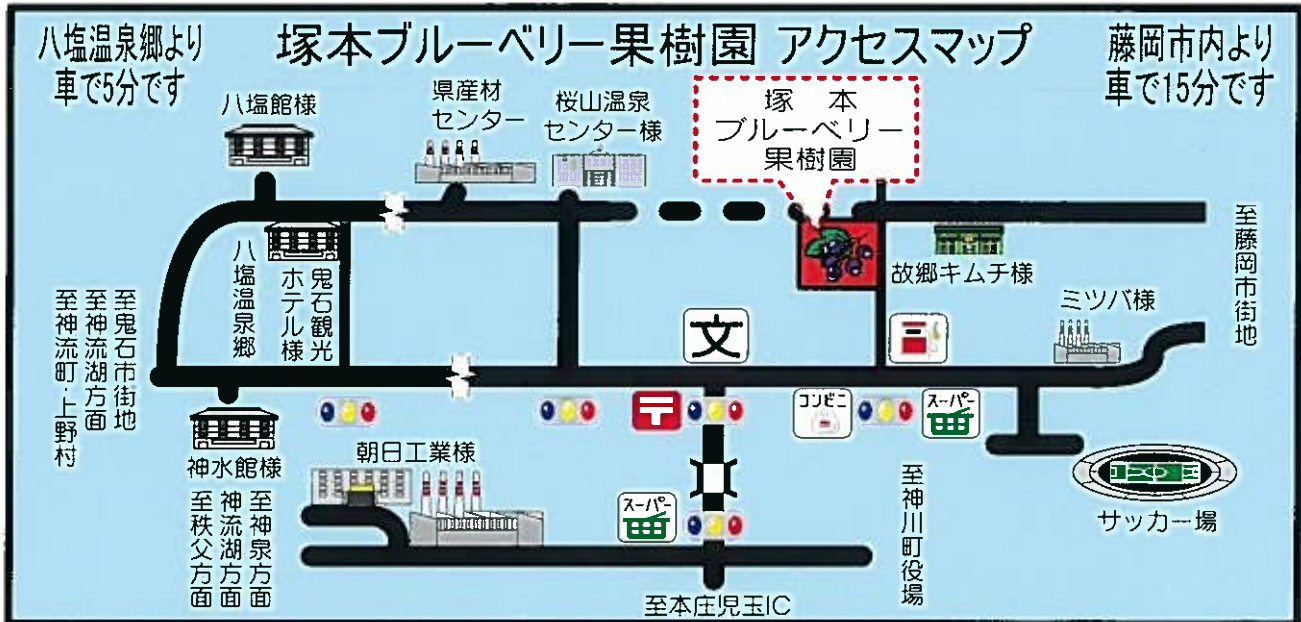 八塩温泉郷より
車で5分です
塚本ブルーベリー果樹園 アクセスマップ
藤岡市内より
車で15分です
八塩館様
県産材
センター
桜山温泉
センター様
塚 本
ブルーベリー
果樹園
至藤岡市街地
八塩温泉郷
鬼石観光
ホテル様
故郷キムチ様
ミツバ様
至鬼石市街地
至神流湖方面
至神流町・上野村
文
〒
コンビニ
スーパー
神水館様
朝日工業様
スーパー
サッカー場
至神泉方面
神流湖方面
至秩父方面
至神川町役場
至本庄児玉IC